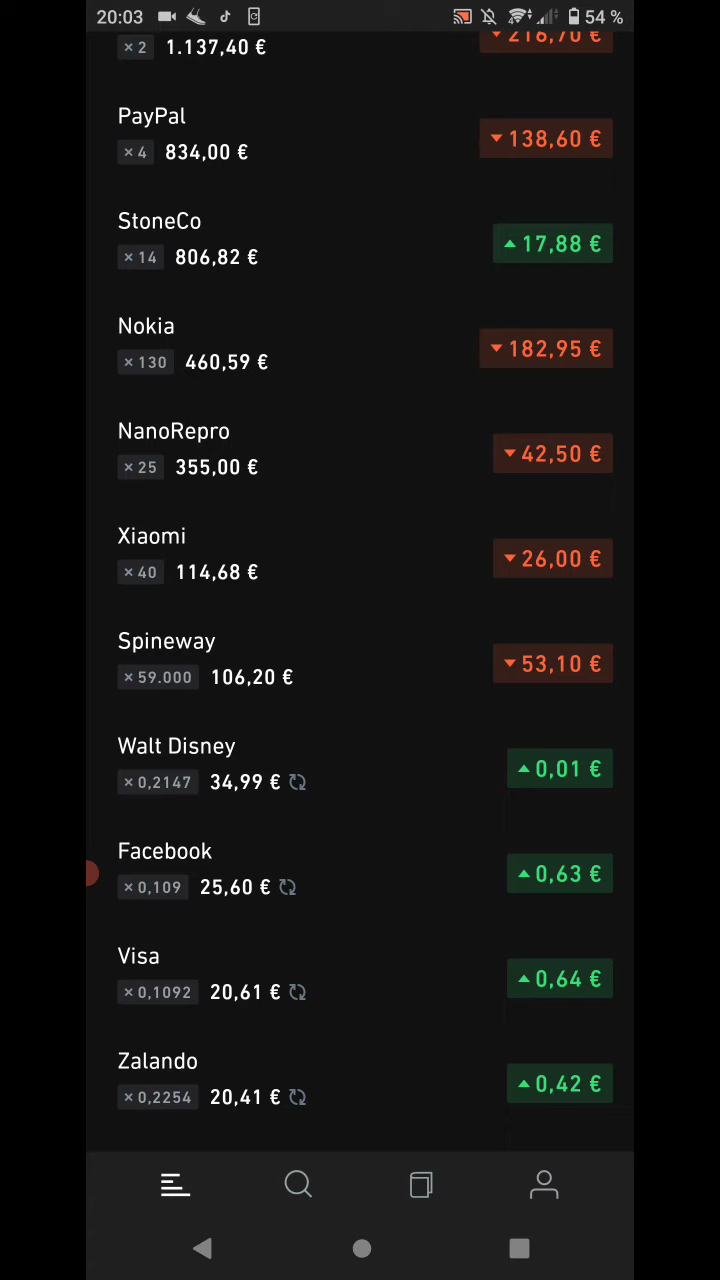 20:03
54 %
× 2 1.137,40 €
216,70 €
PayPal
× 4 834,00 €
138,60 €
StoneCo
× 14 806,82 €
17,88 €
Nokia
× 130 460,59 €
182,95 €
NanoRepro
× 25 355,00 €
42,50 €
Xiaomi
× 40 114,68 €
26,00 €
Spineway
× 59.000 106,20 €
53,10 €
Walt Disney
× 0,2147 34,99 €
0,01 €
Facebook
× 0,109 25,60 €
0,63 €
Visa
× 0,1092 20,61 €
0,64 €
Zalando
× 0,2254 20,41 €
0,42 €